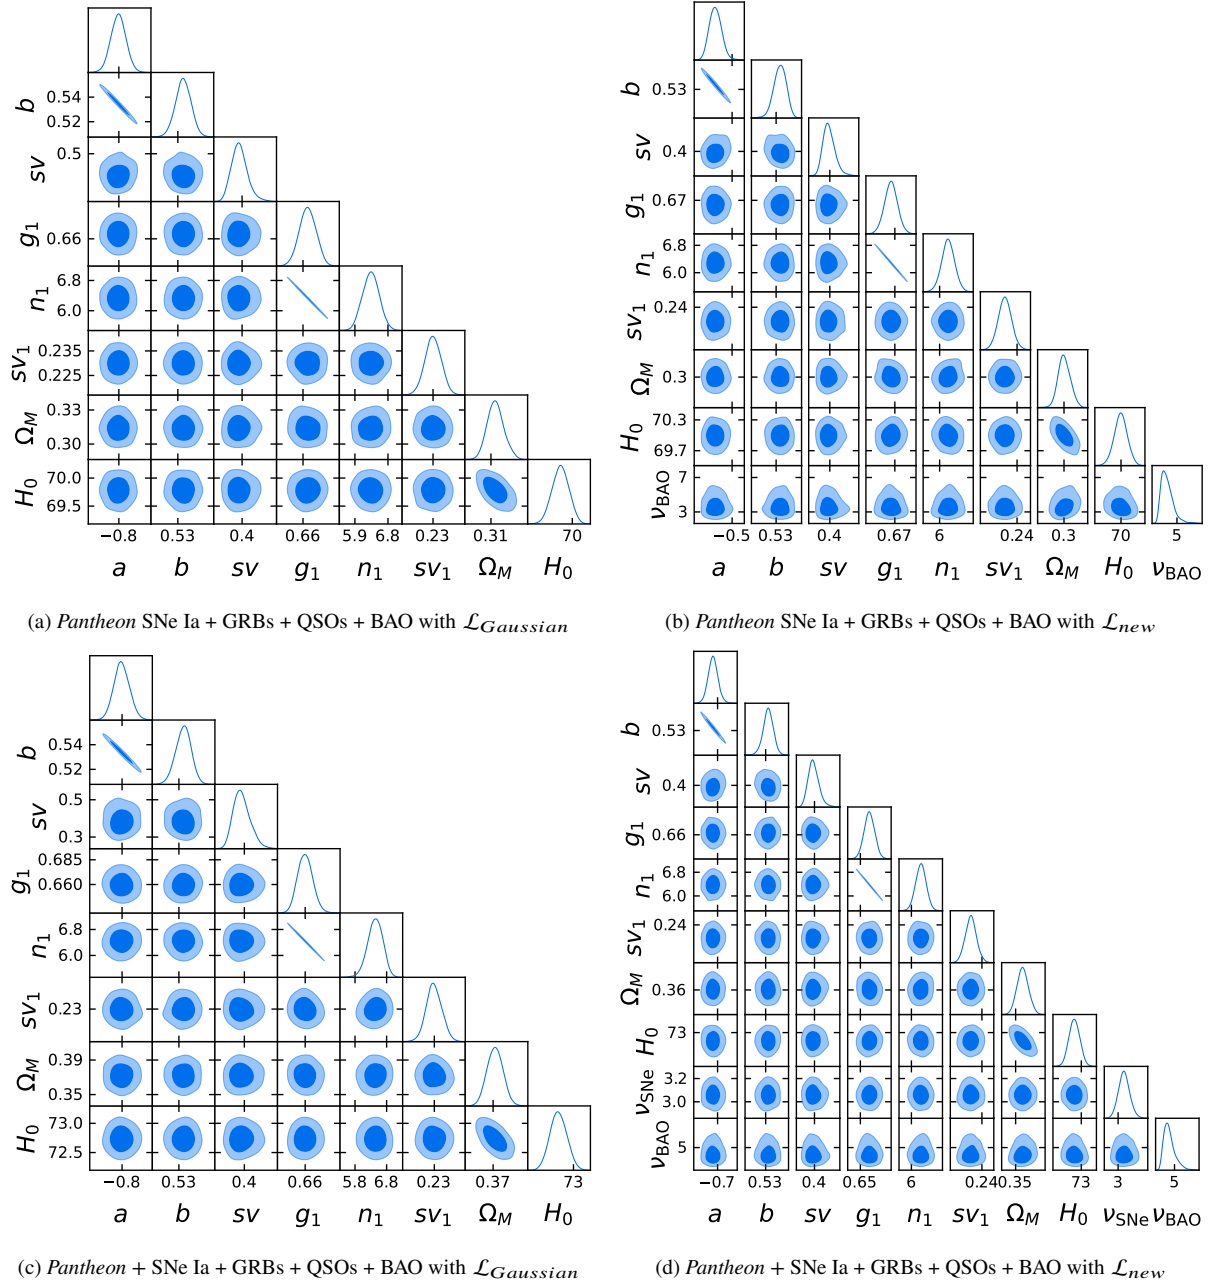 b
0.54
0.52
sv
0.5
g1
0.66
n1
6.8
6.0
sv1
0.235
0.225
ΩM
0.33
0.30
H0
70.0
69.5
−0.8 0.53 0.4 0.66 5.9 6.8 0.23 0.31 70
a b sv g1 n1 sv1 ΩM H0
(a) Pantheon SNe Ia + GRBs + QSOs + BAO with ℒGaussian
b
0.53
sv
0.4
g1
0.67
n1
6.8
6.0
sv1
0.24
ΩM
0.3
H0
70.3
69.7
νBAO
7
3
−0.5 0.53 0.4 0.67 6 0.24 0.3 70 5
a b sv g1 n1 sv1 ΩM H0 νBAO
(b) Pantheon SNe Ia + GRBs + QSOs + BAO with ℒnew
b
0.54
0.52
sv
0.5
0.3
g1
0.685
0.660
n1
6.8
6.0
sv1
0.23
ΩM
0.39
0.35
H0
73.0
72.5
−0.8 0.53 0.4 0.66 5.8 6.8 0.23 0.37 73
a b sv g1 n1 sv1 ΩM H0
(c) Pantheon + SNe Ia + GRBs + QSOs + BAO with ℒGaussian
b
0.53
sv
0.4
g1
0.66
n1
6.8
6.0
sv1
0.24
ΩM
0.36
H0
73
νSNe
3.2
3.0
νBAO
5
−0.7 0.53 0.4 0.65 6 0.24 0.35 73 3 5
a b sv g1 n1 sv1 ΩM H0 νSNe νBAO
(d) Pantheon + SNe Ia + GRBs + QSOs + BAO with ℒnew